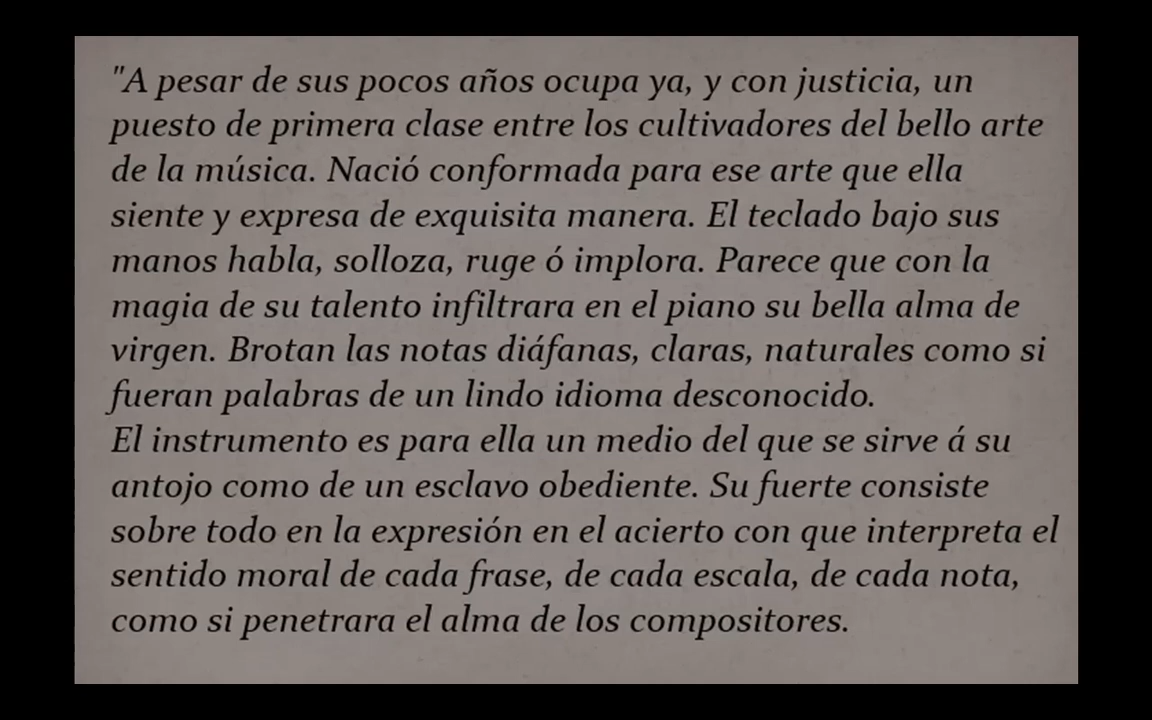 "A pesar de sus pocos años ocupa ya, y con justicia, un
puesto de primera clase entre los cultivadores del bello arte
de la música. Nació conformada para ese arte que ella
siente y expresa de exquisita manera. El teclado bajo sus
manos habla, solloza, ruge ó implora. Parece que con la
magia de su talento infiltrara en el piano su bella alma de
virgen. Brotan las notas diáfanas, claras, naturales como si
fueran palabras de un lindo idioma desconocido.
El instrumento es para ella un medio del que se sirve á su
antojo como de un esclavo obediente. Su fuerte consiste
sobre todo en la expresión en el acierto con que interpreta el
sentido moral de cada frase, de cada escala, de cada nota,
como si penetrara el alma de los compositores.